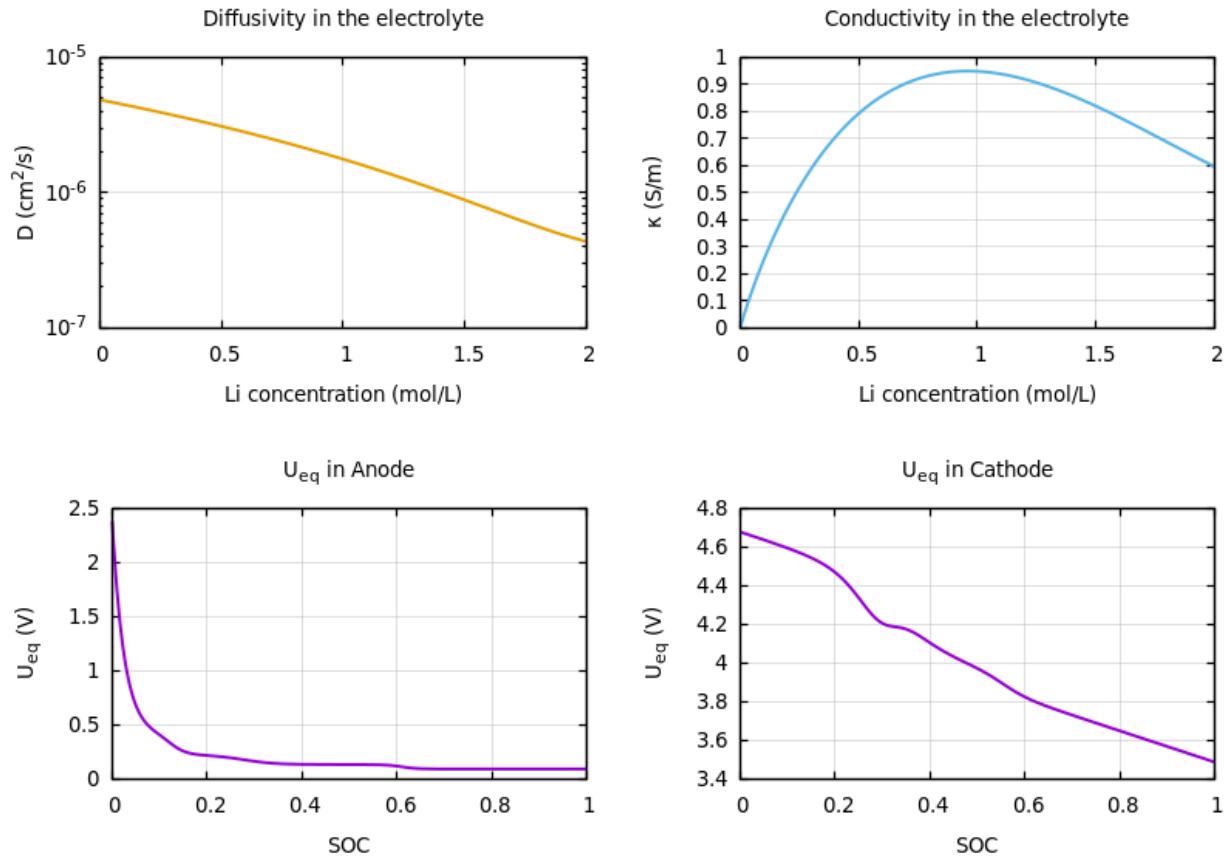 Diffusivity in the electrolyte
10⁻⁵
10⁻⁶
10⁻⁷
D (cm²/s)
0 0.5 1 1.5 2
Li concentration (mol/L)
Conductivity in the electrolyte
1
0.9
0.8
0.7
0.6
0.5
0.4
0.3
0.2
0.1
0
κ (S/m)
0 0.5 1 1.5 2
Li concentration (mol/L)
U_eq in Anode
2.5
2
1.5
1
0.5
0
U_eq (V)
0 0.2 0.4 0.6 0.8 1
SOC
U_eq in Cathode
4.8
4.6
4.4
4.2
4
3.8
3.6
3.4
U_eq (V)
0 0.2 0.4 0.6 0.8 1
SOC